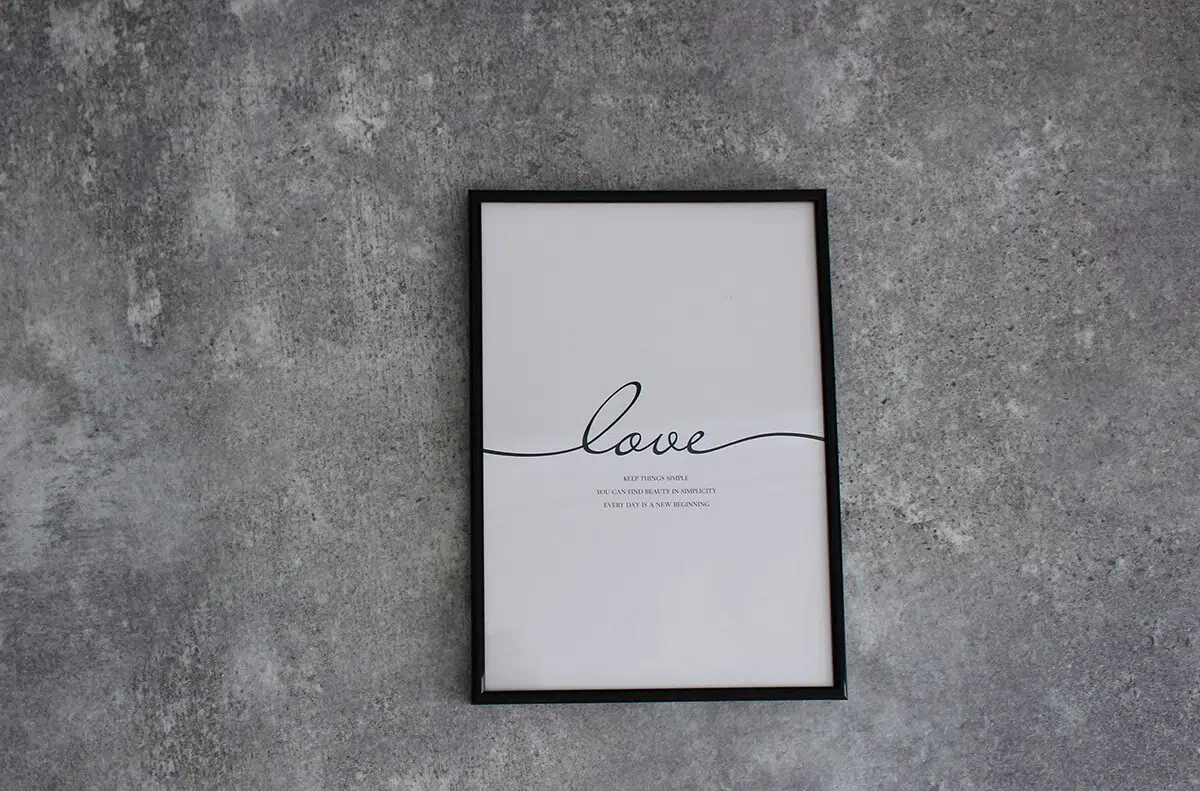 love
KEEP THINGS SIMPLE
YOU CAN FIND BEAUTY IN SIMPLICITY
EVERY DAY IS A NEW BEGINNING